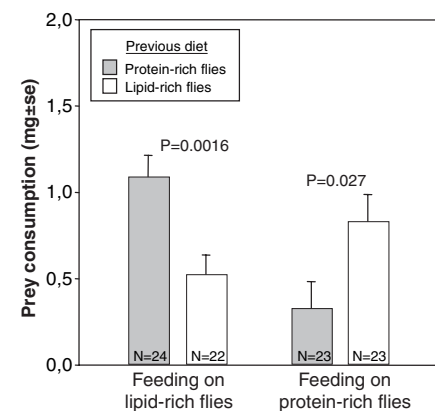 2,0
1,5
1,0
0,5
0,0
Prey consumption (mg±se)
Previous diet
Protein-rich flies
Lipid-rich flies
P=0.0016
P=0.027
N=24
N=22
N=23
N=23
Feeding on
lipid-rich flies
Feeding on
protein-rich flies